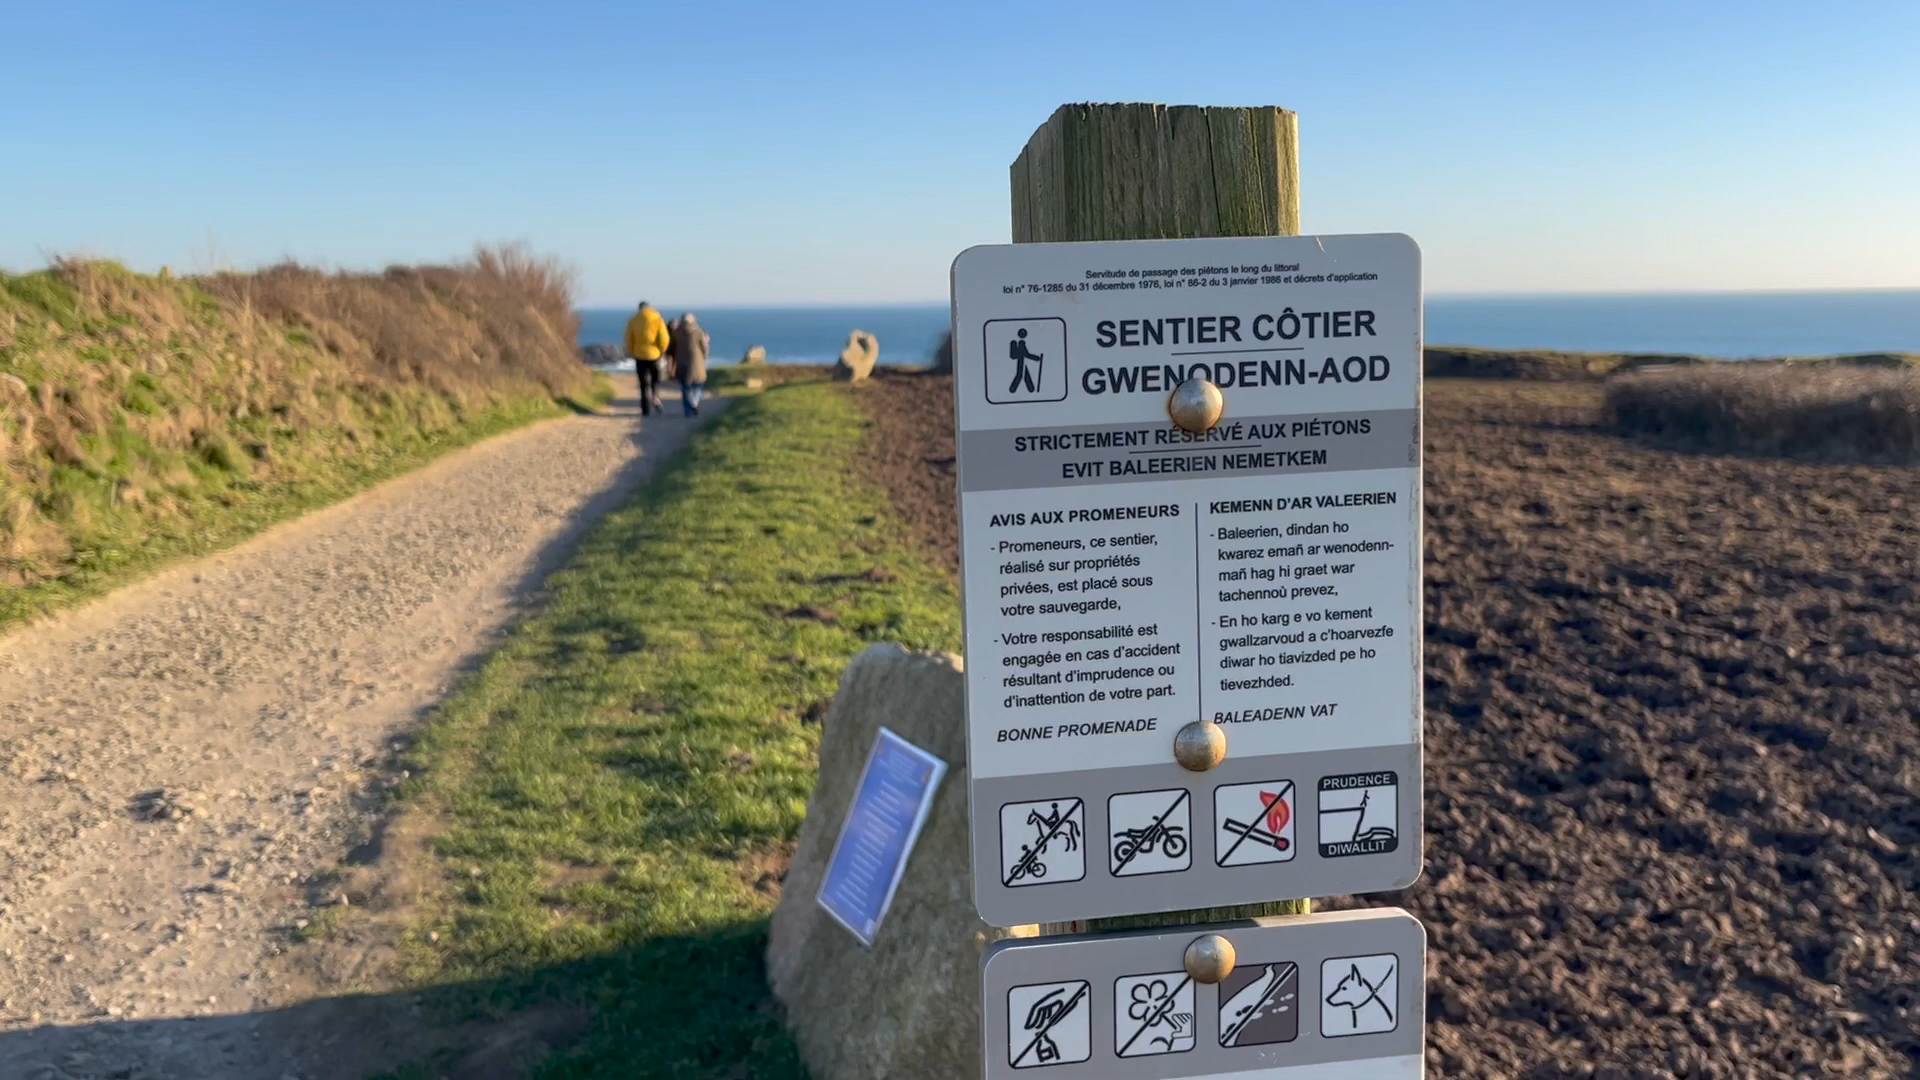 Servitude de passage des piétons le long du littoral
loi n° 76-1285 du 31 décembre 1976, loi n° 86-2 du 3 janvier 1986 et décrets d'application
SENTIER CÔTIER
GWENODENN-AOD
STRICTEMENT RÉSERVÉ AUX PIÉTONS
EVIT BALEERIEN NEMETKEM
AVIS AUX PROMENEURS
- Promeneurs, ce sentier,
réalisé sur propriétés
privées, est placé sous
votre sauvegarde,
- Votre responsabilité est
engagée en cas d'accident
résultant d'imprudence ou
d'inattention de votre part.
BONNE PROMENADE
KEMENN D'AR VALEERIEN
- Baleerien, dindan ho
kwarez emañ ar wenodenn-
mañ hag hi graet war
tachennoù prevez,
- En ho karg e vo kement
gwallzarvoud a c'hoarvezfe
diwar ho tiavizded pe ho
tievezhded.
BALEADENN VAT
PRUDENCE
DIWALLIT